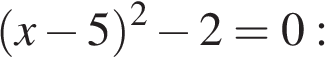 (x − 5)² − 2 = 0 :